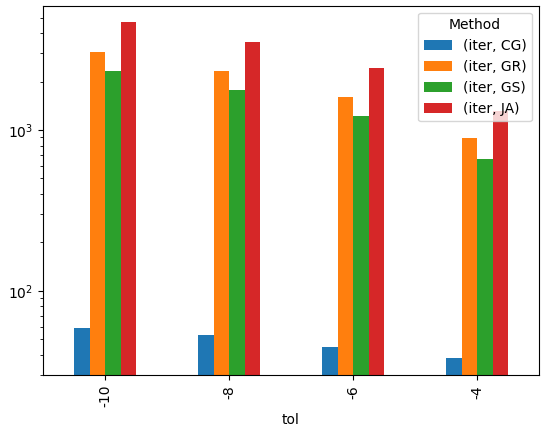 Method
(iter, CG)
(iter, GR)
(iter, GS)
(iter, JA)
10³
10²
-10
-8
-6
-4
tol